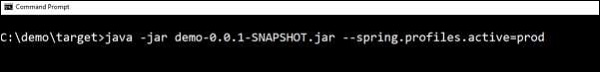 Command Prompt
C:\demo\target>java -jar demo-0.0.1-SNAPSHOT.jar --spring.profiles.active=prod